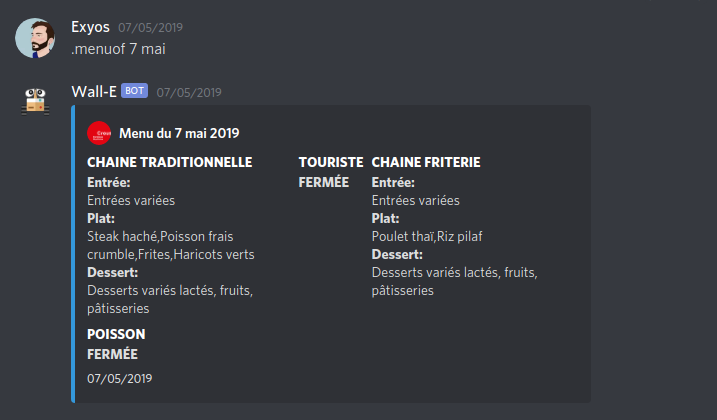 Exyos 07/05/2019
.menuof 7 mai
Wall-E BOT 07/05/2019
Menu du 7 mai 2019
CHAINE TRADITIONNELLE
Entrée:
Entrées variées
Plat:
Steak haché,Poisson frais
crumble,Frites,Haricots verts
Dessert:
Desserts variés lactés, fruits,
pâtisseries
TOURISTE
FERMÉE
CHAINE FRITERIE
Entrée:
Entrées variées
Plat:
Poulet thaï,Riz pilaf
Dessert:
Desserts variés lactés, fruits,
pâtisseries
POISSON
FERMÉE
07/05/2019